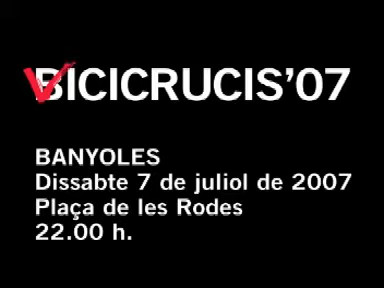 BICICRUCIS’07
BANYOLES
Dissabte 7 de juliol de 2007
Plaça de les Rodes
22.00 h.